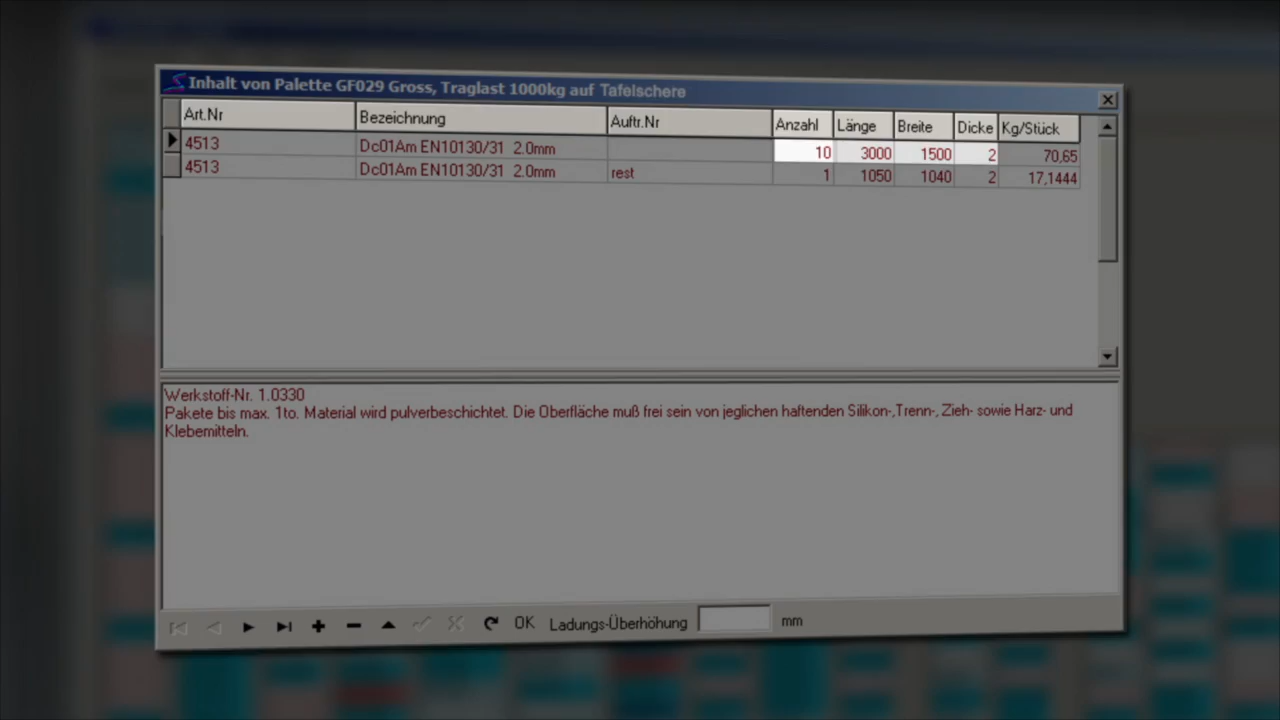 Inhalt von Palette GF029 Gross, Traglast 1000kg auf Tafelschere
Art.Nr Bezeichnung Auftr.Nr Anzahl Länge Breite Dicke Kg/Stück
4513 Dc01Am EN10130/31 2.0mm 10 3000 1500 2 70,65
4513 Dc01Am EN10130/31 2.0mm rest 1 1050 1040 2 17,1444
Werkstoff-Nr. 1.0330
Pakete bis max. 1to. Material wird pulverbeschichtet. Die Oberfläche muß frei sein von jeglichen haftenden Silikon-,Trenn-, Zieh- sowie Harz- und
Klebemitteln.
OK Ladungs-Überhöhung mm